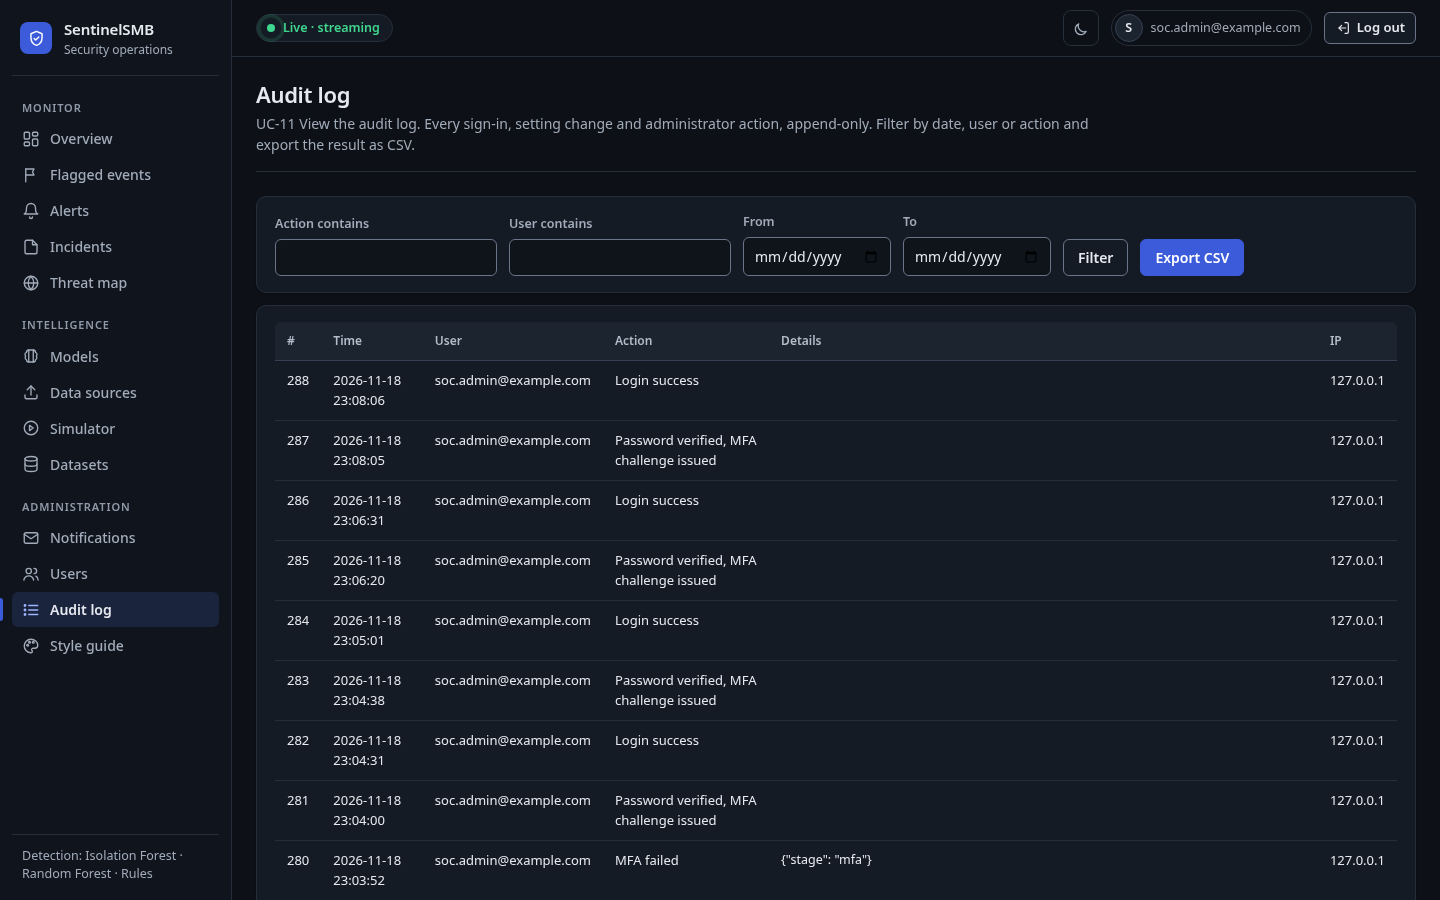 SentinelSMB
Security operations
MONITOR
Overview
Flagged events
Alerts
Incidents
Threat map
INTELLIGENCE
Models
Data sources
Simulator
Datasets
ADMINISTRATION
Notifications
Users
Audit log
Style guide
Detection: Isolation Forest ·
Random Forest · Rules
Live · streaming
S soc.admin@example.com
Log out
Audit log
UC-11 View the audit log. Every sign-in, setting change and administrator action, append-only. Filter by date, user or action and
export the result as CSV.
Action contains User contains From To
mm/dd/yyyy mm/dd/yyyy Filter Export CSV
# Time User Action Details IP
288 2026-11-18 soc.admin@example.com Login success 127.0.0.1
23:08:06
287 2026-11-18 soc.admin@example.com Password verified, MFA 127.0.0.1
23:08:05 challenge issued
286 2026-11-18 soc.admin@example.com Login success 127.0.0.1
23:06:31
285 2026-11-18 soc.admin@example.com Password verified, MFA 127.0.0.1
23:06:20 challenge issued
284 2026-11-18 soc.admin@example.com Login success 127.0.0.1
23:05:01
283 2026-11-18 soc.admin@example.com Password verified, MFA 127.0.0.1
23:04:38 challenge issued
282 2026-11-18 soc.admin@example.com Login success 127.0.0.1
23:04:31
281 2026-11-18 soc.admin@example.com Password verified, MFA 127.0.0.1
23:04:00 challenge issued
280 2026-11-18 soc.admin@example.com MFA failed {"stage": "mfa"} 127.0.0.1
23:03:52